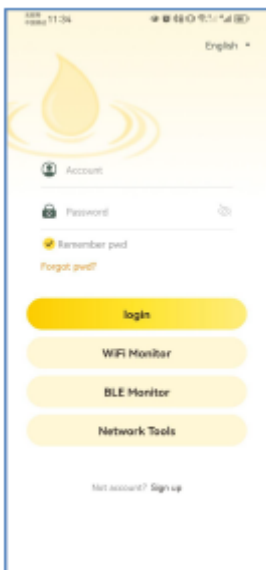 11:34
English
Account
Password
Remember pwd
Forgot pwd?
login
WiFi Monitor
BLE Monitor
Network Tools
Not account? Sign up